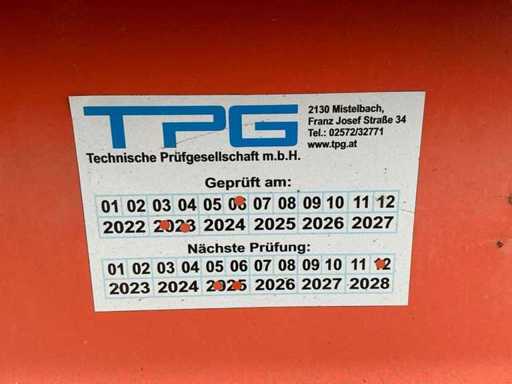 TPG
2130 Mistelbach,
Franz Josef Straße 34
Tel.: 02572/32771
www.tpg.at
Technische Prüfgesellschaft m.b.H.
Geprüft am:
01 02 03 04 05 06 07 08 09 10 11 12
2022 2023 2024 2025 2026 2027
Nächste Prüfung:
01 02 03 04 05 06 07 08 09 10 11 12
2023 2024 2025 2026 2027 2028